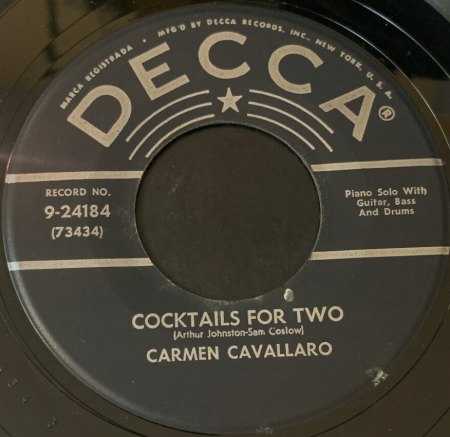 MARCA REGISTRADA • MFG'D BY DECCA RECORDS, INC., NEW YORK, U. S. A.
DECCA®
RECORD NO.
9-24184
(73434)
Piano Solo With
Guitar, Bass
And Drums
COCKTAILS FOR TWO
(Arthur Johnston-Sam Coslow)
CARMEN CAVALLARO